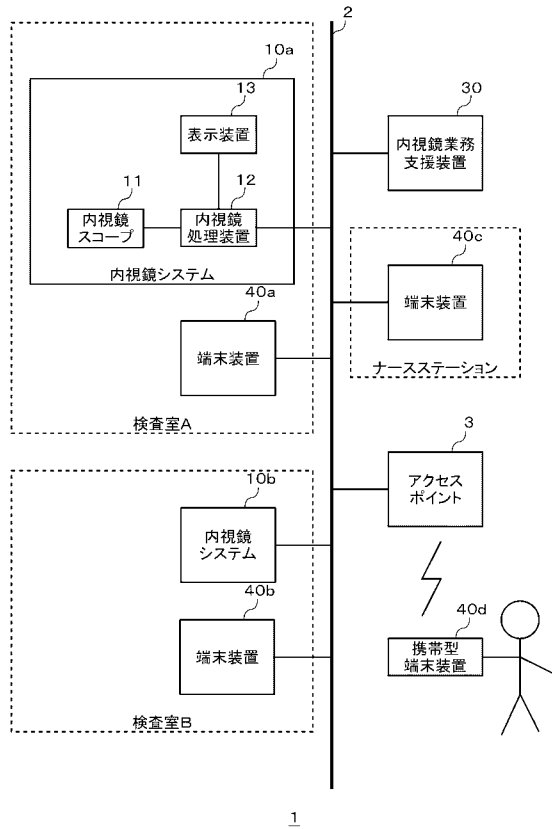 2
10a
13
表示装置
11
内視鏡
スコープ
12
内視鏡
処理装置
内視鏡システム
40a
端末装置
検査室A
30
内視鏡業務
支援装置
40c
端末装置
ナースステーション
3
アクセス
ポイント
10b
内視鏡
システム
40b
端末装置
検査室B
40d
携帯型
端末装置
1